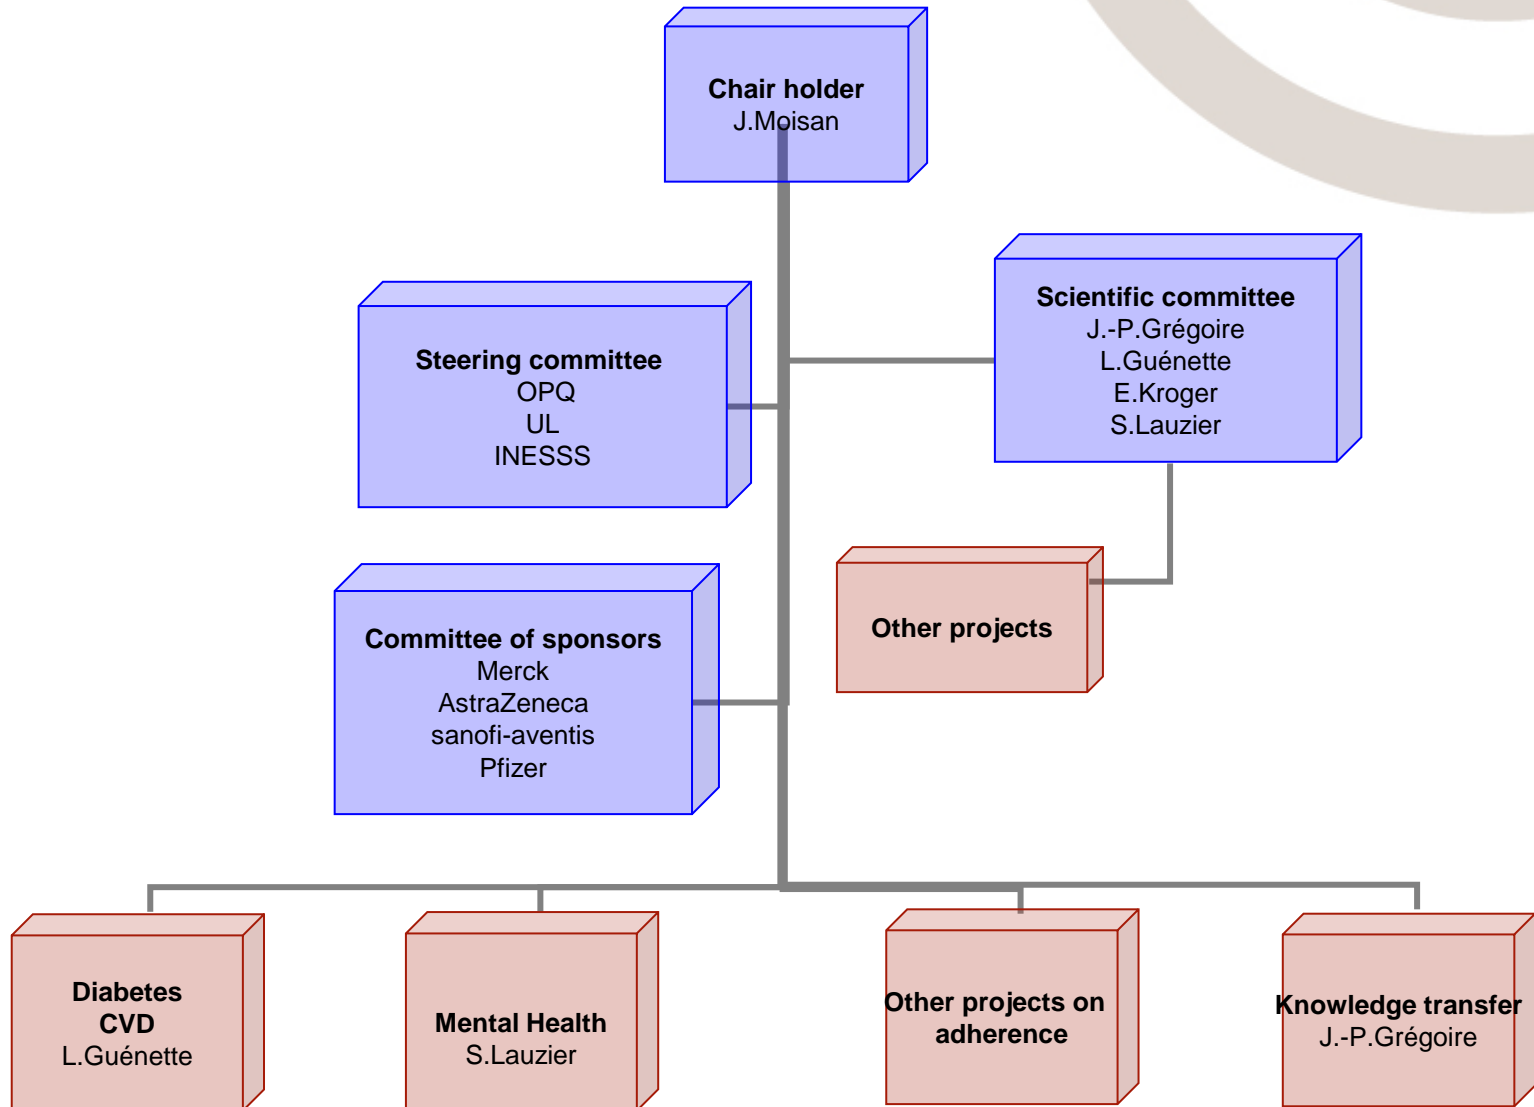 Chair holder
J.Moisan
Scientific committee
J.-P.Grégoire
L.Guénette
E.Kroger
S.Lauzier
Steering committee
OPQ
UL
INESSS
Other projects
Committee of sponsors
Merck
AstraZeneca
sanofi-aventis
Pfizer
Diabetes
CVD
L.Guénette
Mental Health
S.Lauzier
Other projects on
adherence
Knowledge transfer
J.-P.Grégoire